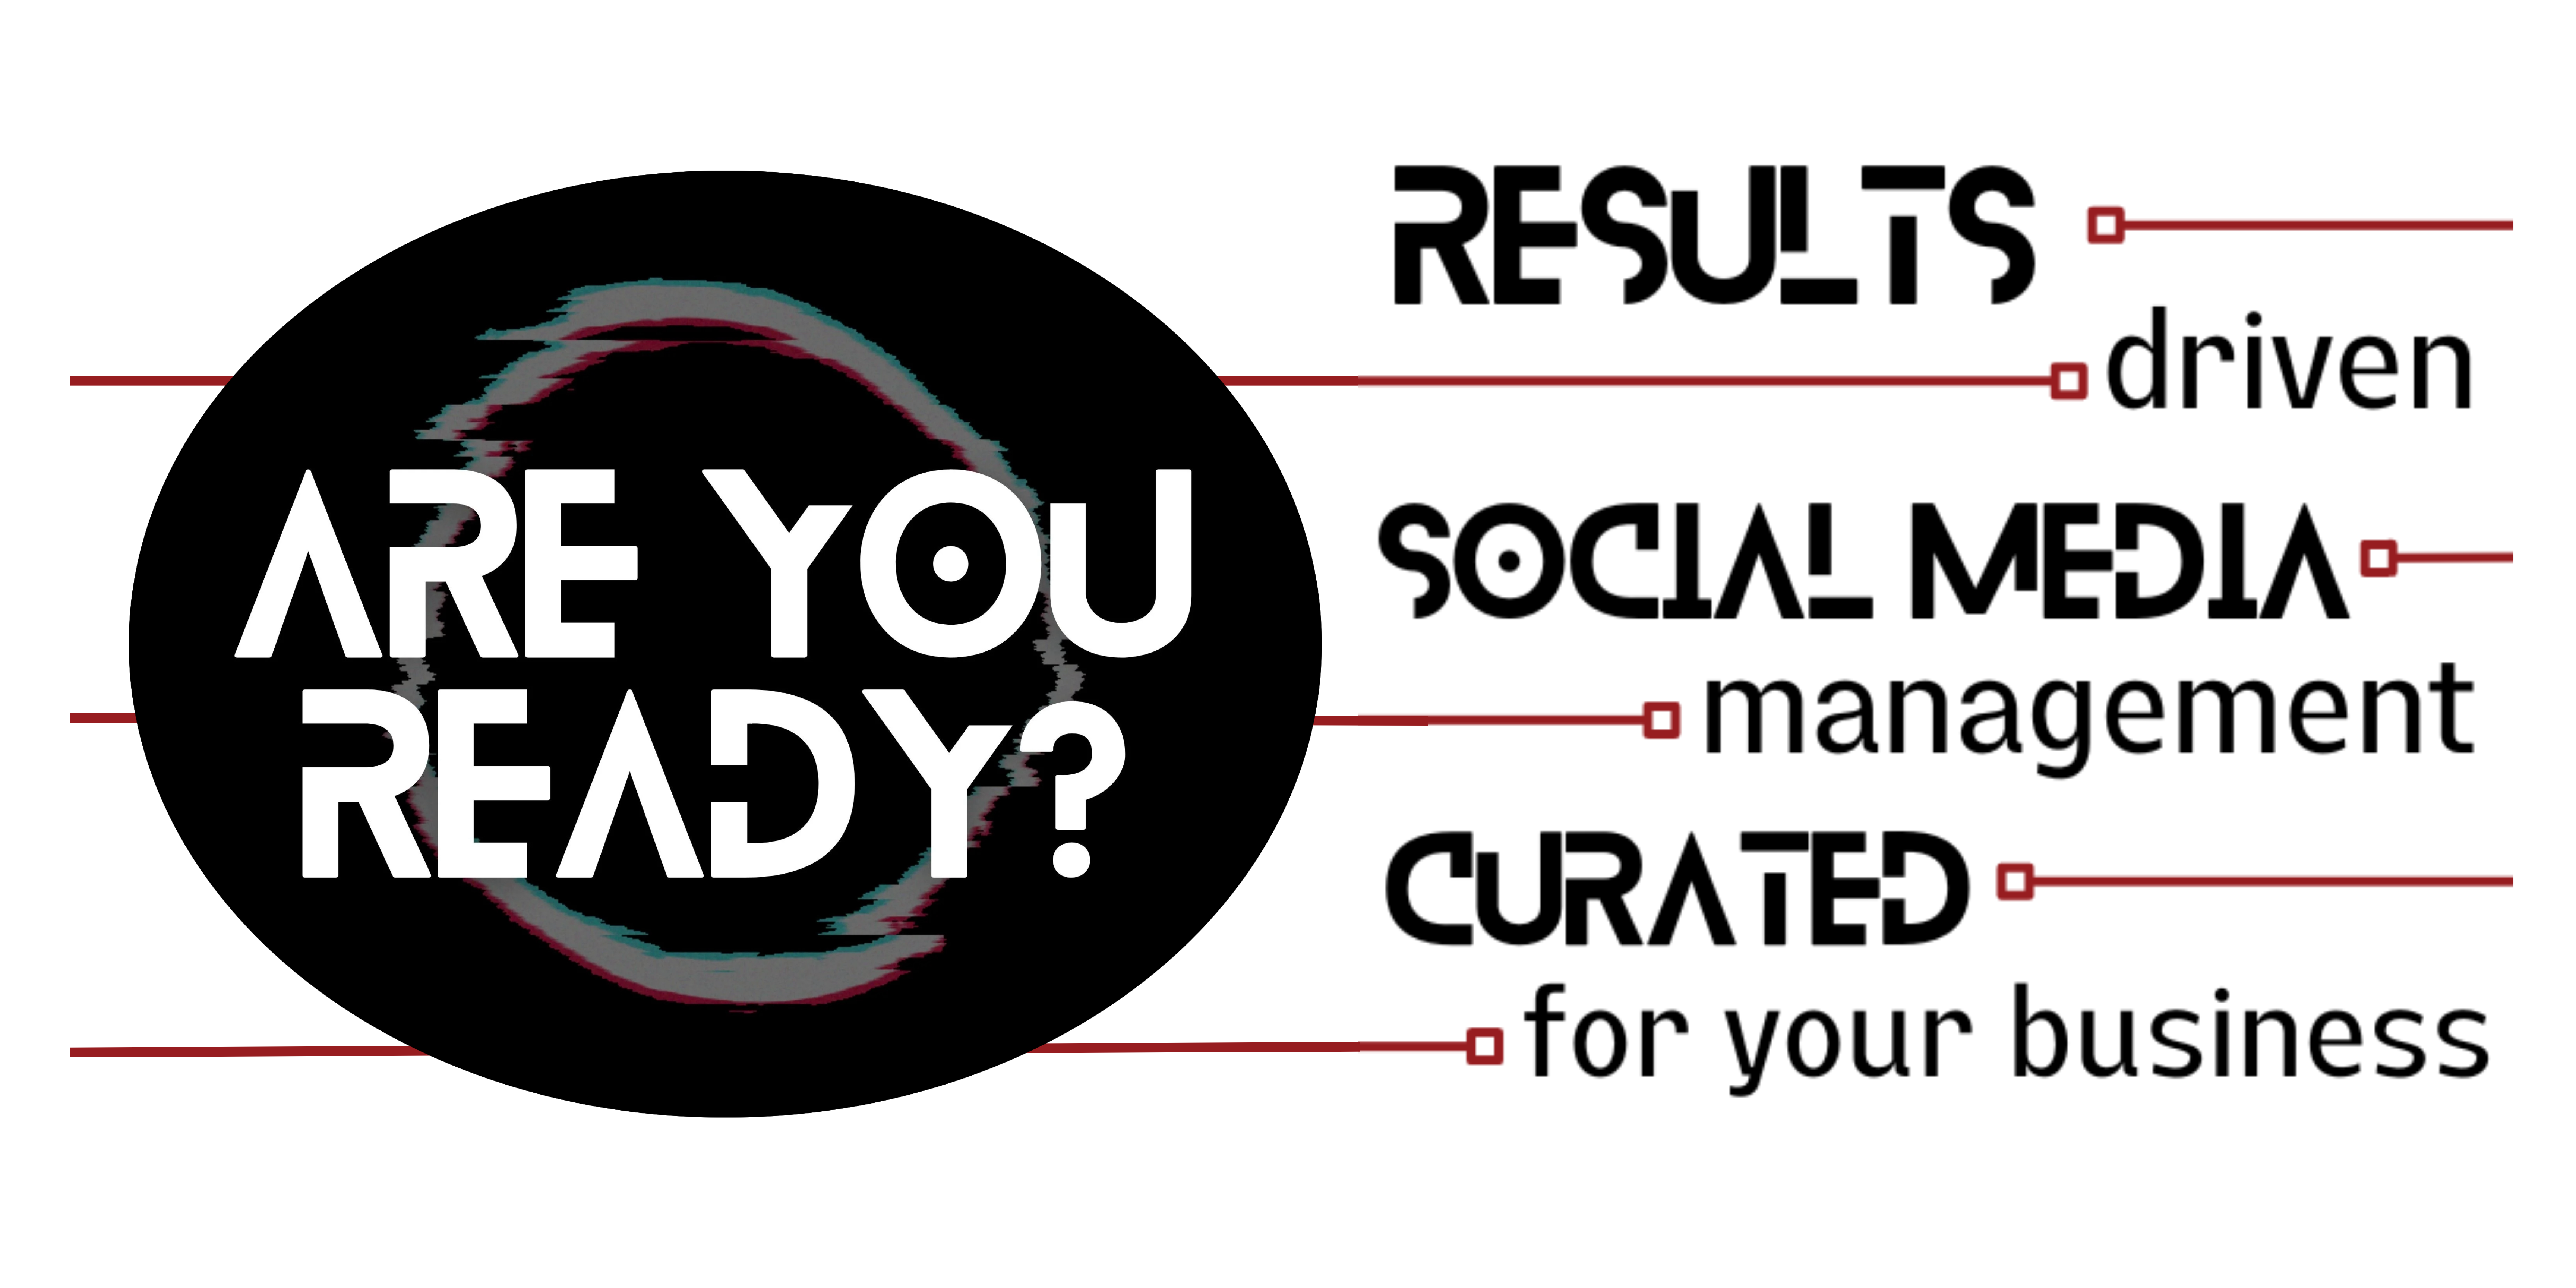 ARE YOU
READY?
RESULTS
driven
SOCIAL MEDIA
management
CURATED
for your business